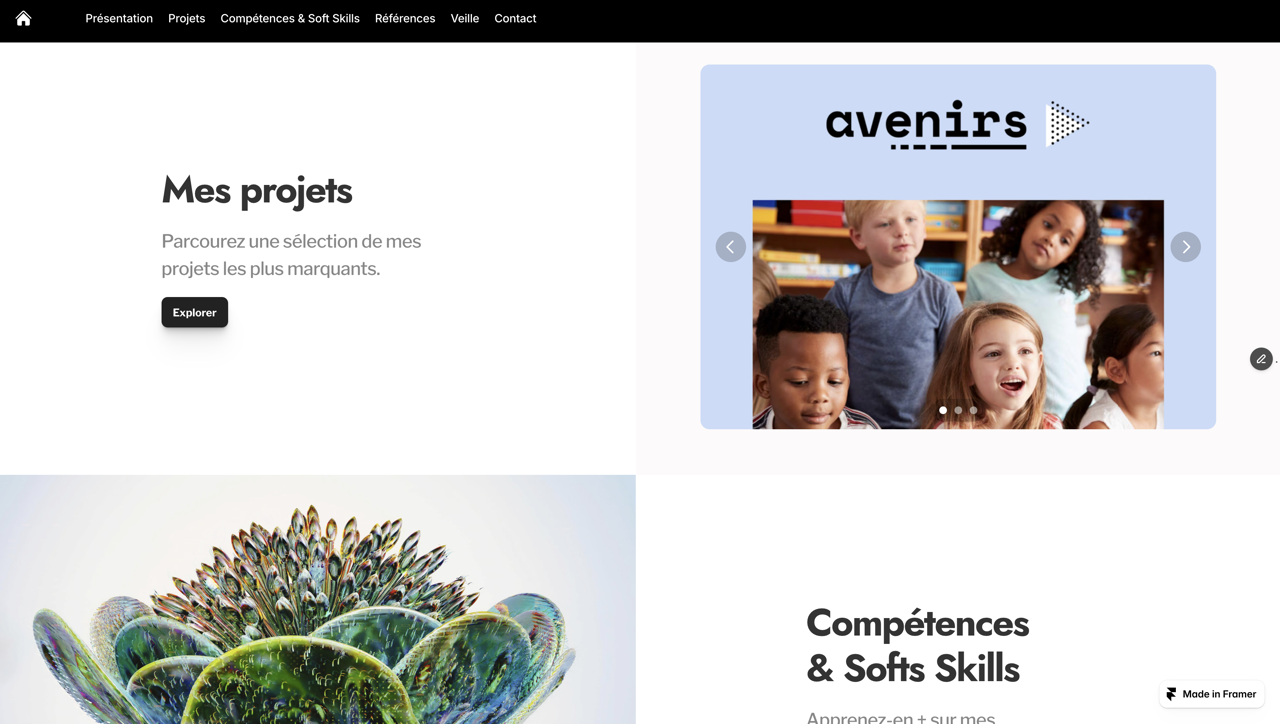 Présentation
Projets
Compétences & Soft Skills
Références
Veille
Contact
Mes projets
Parcourez une sélection de mes
projets les plus marquants.
Explorer
avenirs
Compétences
& Softs Skills
Apprenez-en + sur mes
Made in Framer